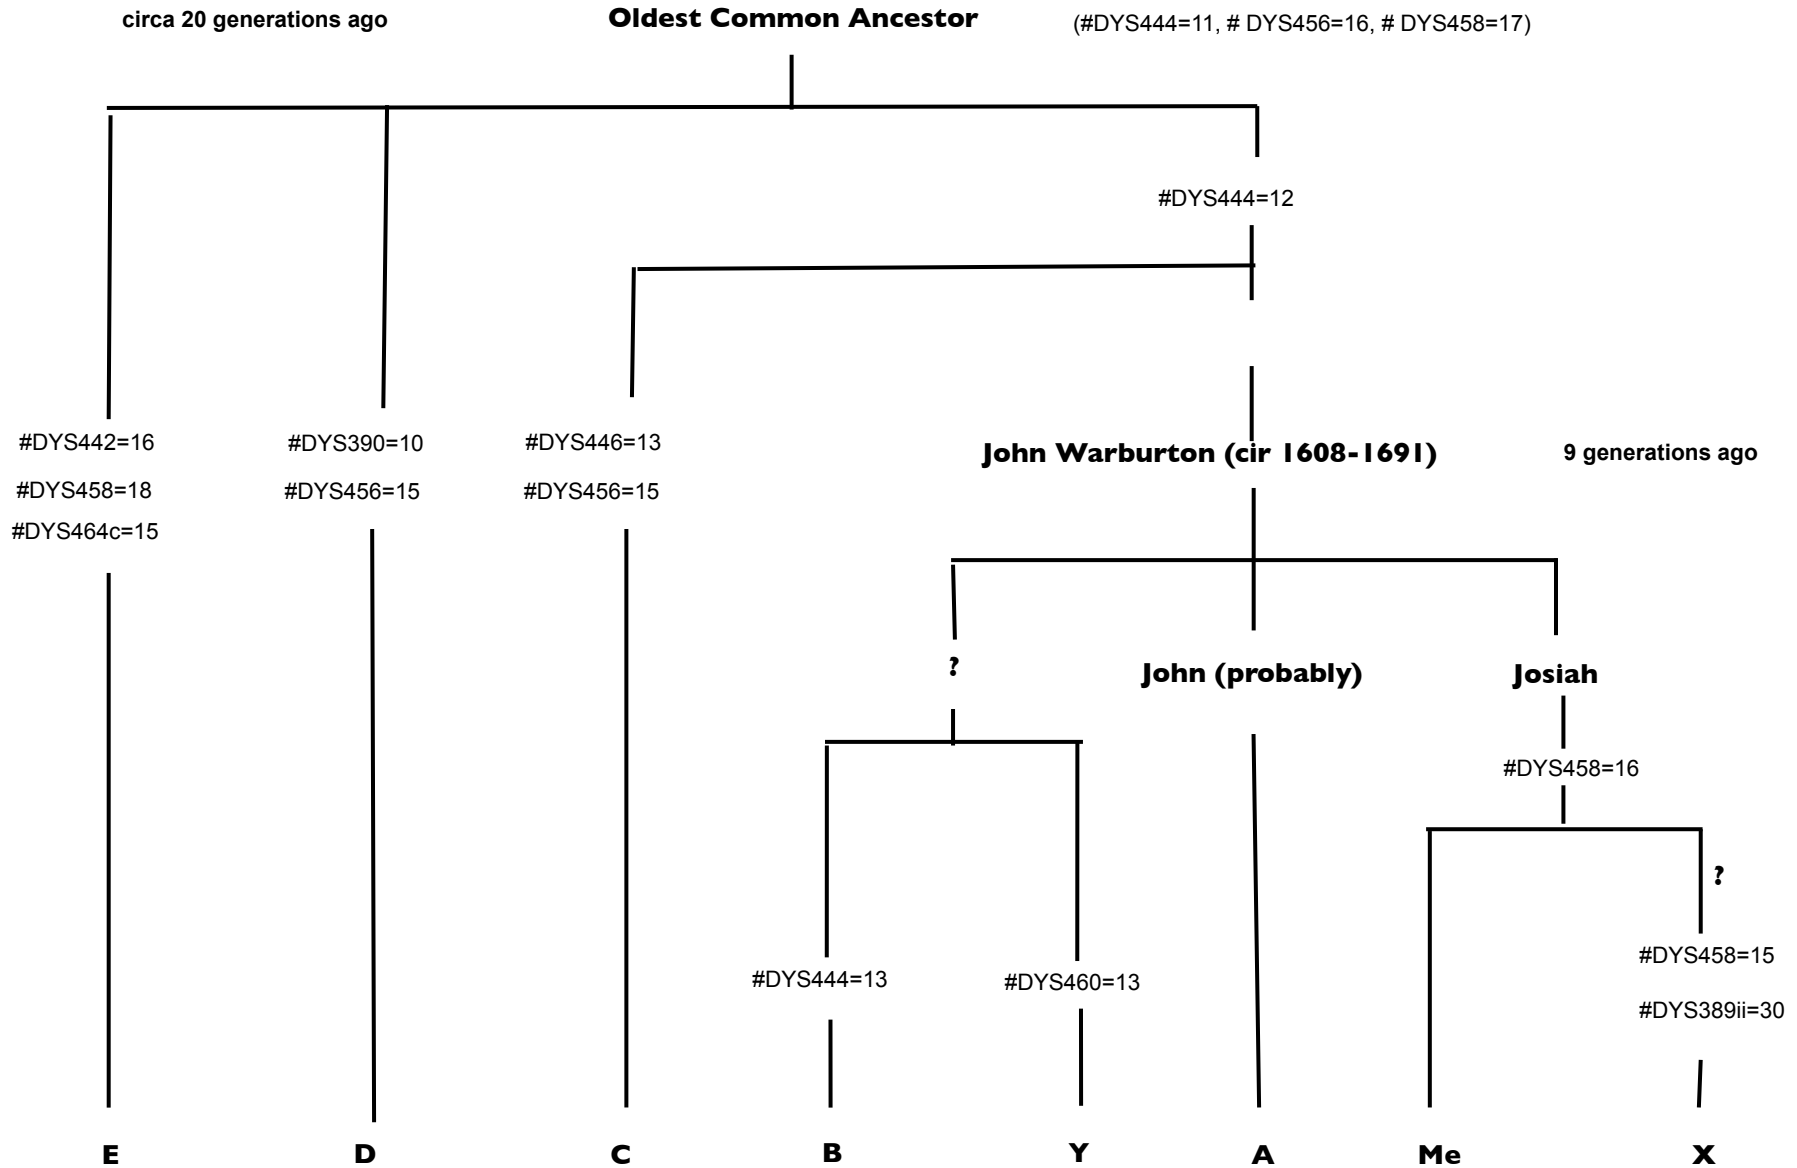 circa 20 generations ago
Oldest Common Ancestor
(#DYS444=11, # DYS456=16, # DYS458=17)
#DYS444=12
#DYS442=16
#DYS390=10
#DYS446=13
John Warburton (cir 1608-1691)
9 generations ago
#DYS458=18
#DYS456=15
#DYS456=15
#DYS464c=15
?
John (probably)
Josiah
#DYS458=16
?
#DYS458=15
#DYS444=13
#DYS460=13
#DYS389ii=30
E
D
C
B
Y
A
Me
X